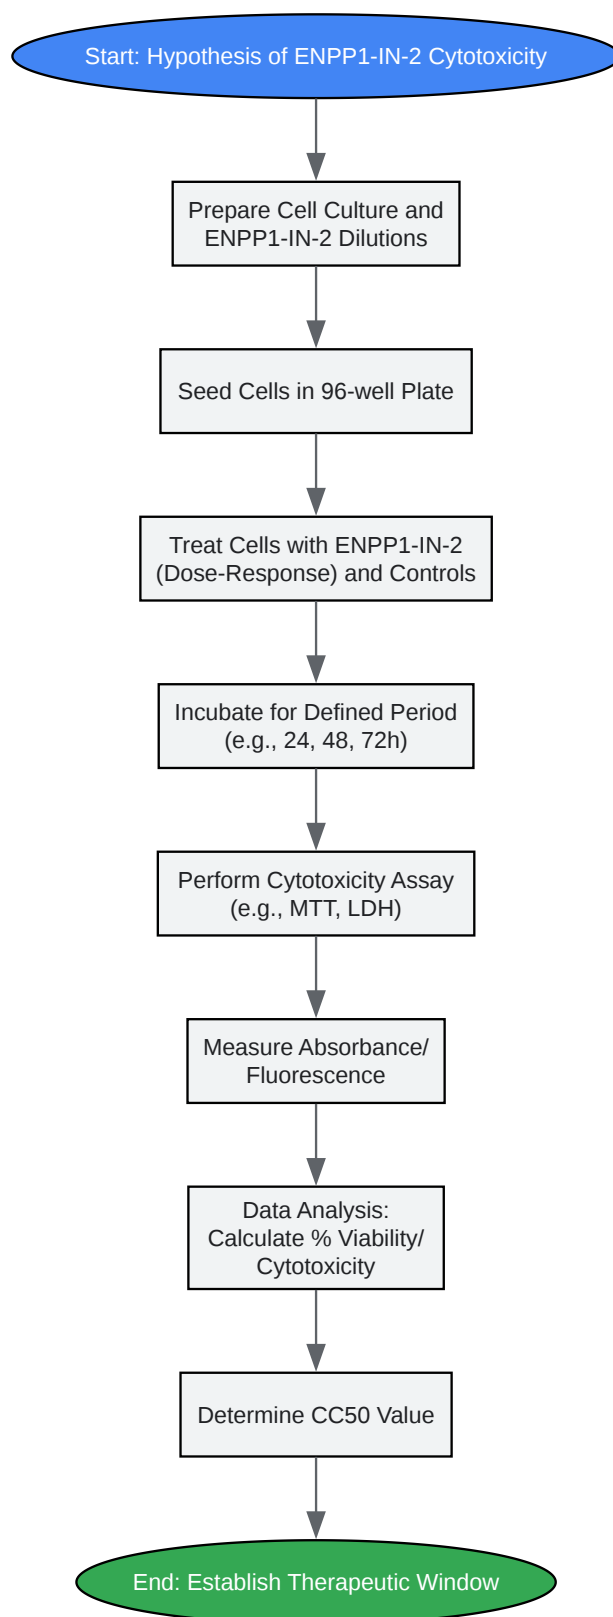 Start: Hypothesis of ENPP1-IN-2 Cytotoxicity
Prepare Cell Culture and
ENPP1-IN-2 Dilutions
Seed Cells in 96-well Plate
Treat Cells with ENPP1-IN-2
(Dose-Response) and Controls
Incubate for Defined Period
(e.g., 24, 48, 72h)
Perform Cytotoxicity Assay
(e.g., MTT, LDH)
Measure Absorbance/
Fluorescence
Data Analysis:
Calculate % Viability/
Cytotoxicity
Determine CC50 Value
End: Establish Therapeutic Window